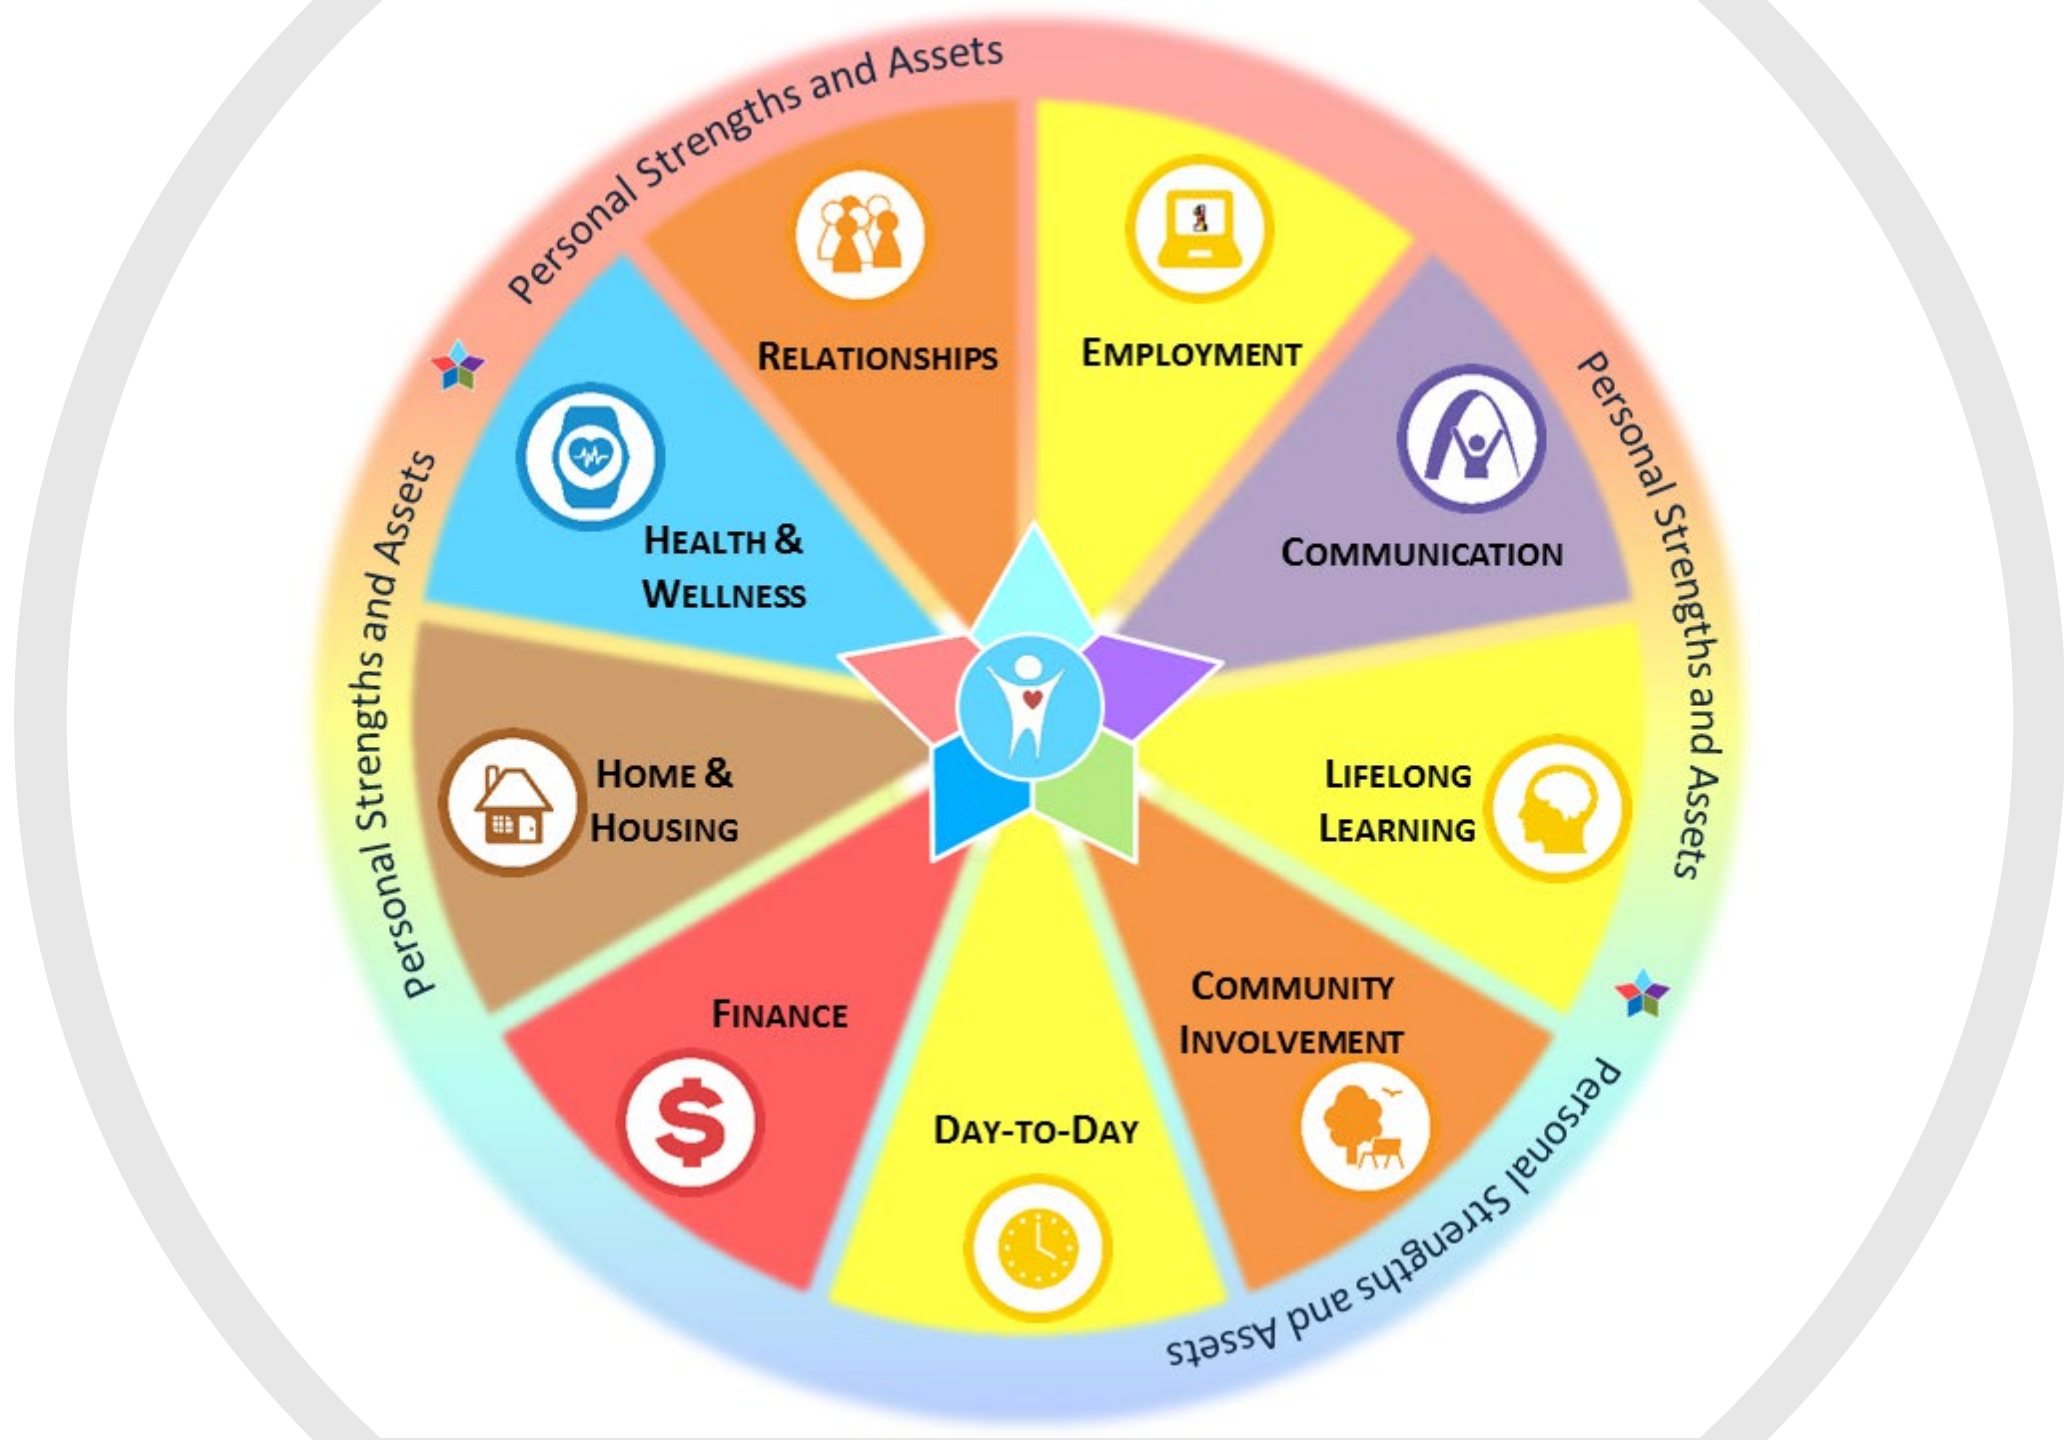 Personal Strengths and Assets
Personal Strengths and Assets
Personal Strengths and Assets
Personal Strengths and Assets
RELATIONSHIPS
EMPLOYMENT
1
COMMUNICATION
HEALTH &
WELLNESS
HOME &
HOUSING
LIFELONG
LEARNING
FINANCE
$
DAY-TO-DAY
COMMUNITY
INVOLVEMENT